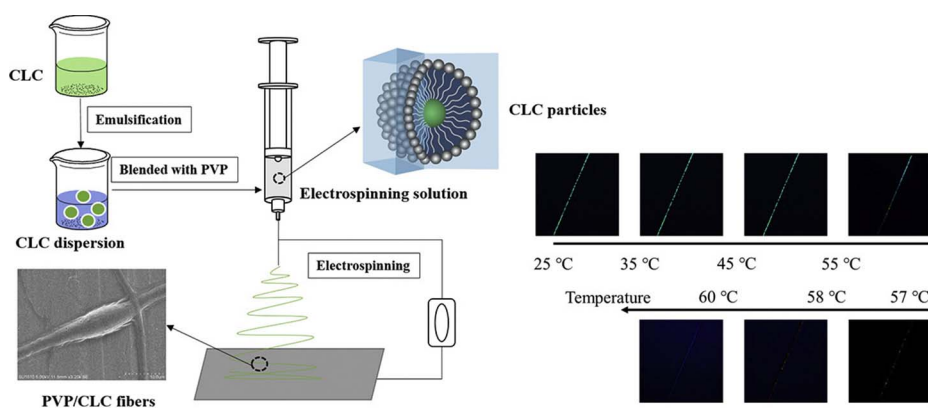 CLC
Emulsification
CLC particles
Blended with PVP
Electrospinning solution
CLC dispersion
Electrospinning
25 °C
35 °C
45 °C
55 °C
Temperature
60 °C
58 °C
57 °C
PVP/CLC fibers